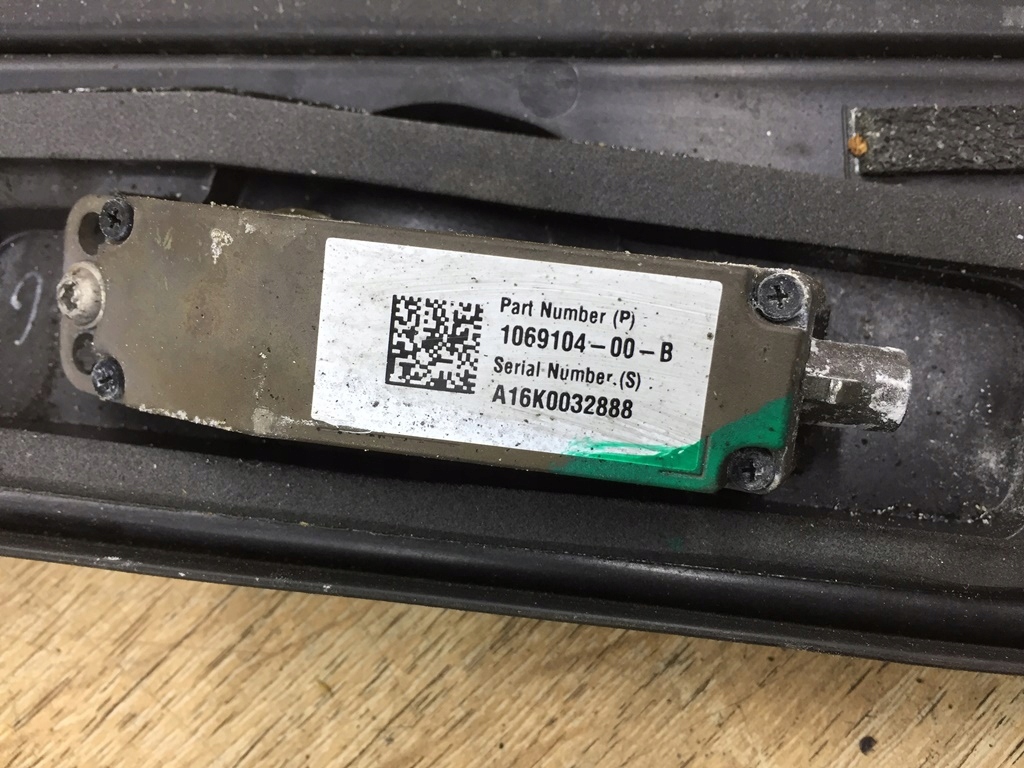 Part Number (P)
1069104-00-B
Serial Number.(S)
A16K0032888